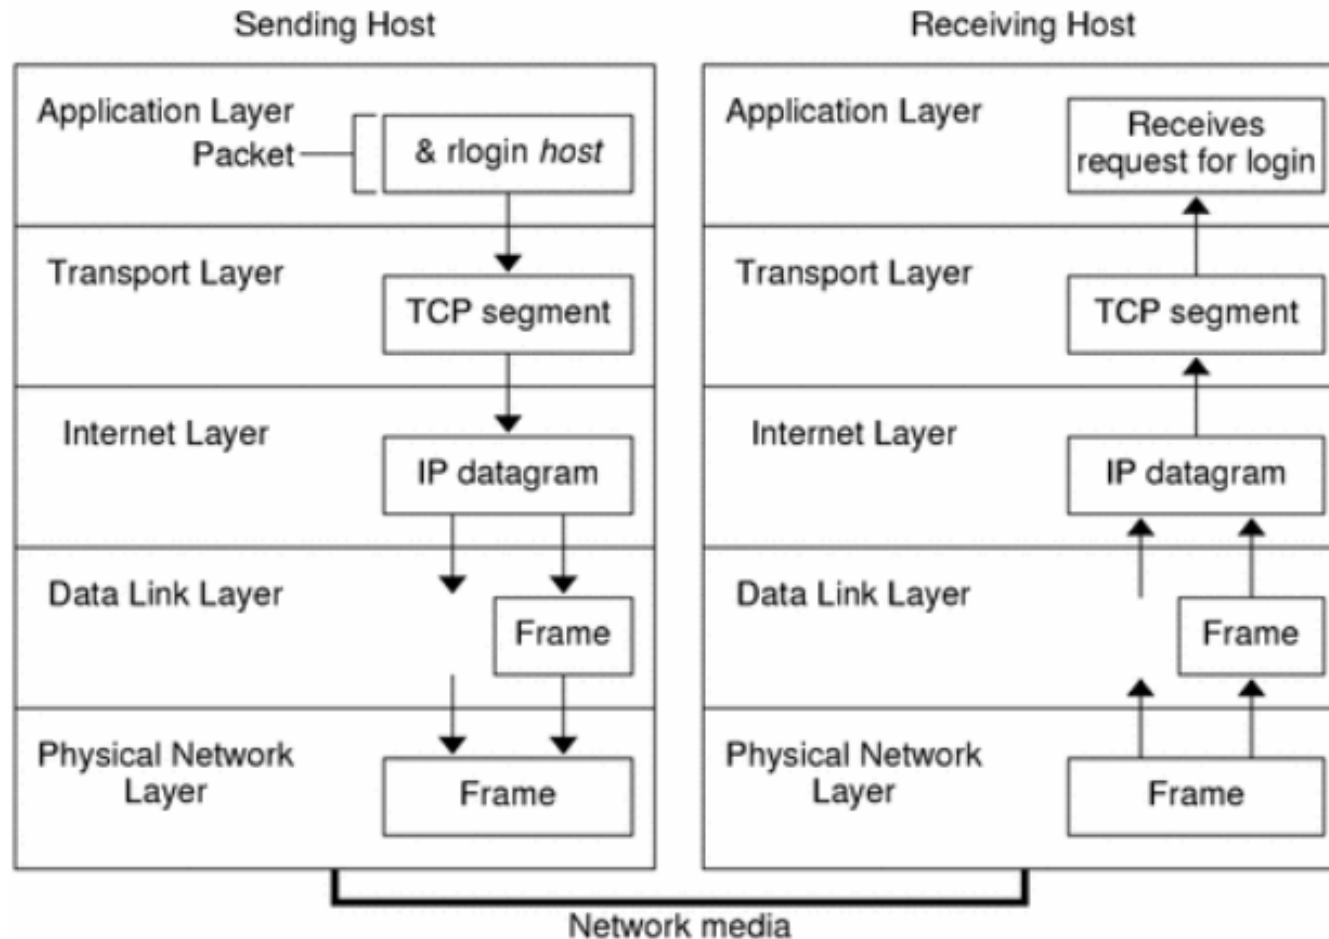 Sending Host
Application Layer
Packet
& rlogin host
Transport Layer
TCP segment
Internet Layer
IP datagram
Data Link Layer
Frame
Physical Network
Layer
Frame
Receiving Host
Application Layer
Receives
request for login
Transport Layer
TCP segment
Internet Layer
IP datagram
Data Link Layer
Frame
Physical Network
Layer
Frame
Network media